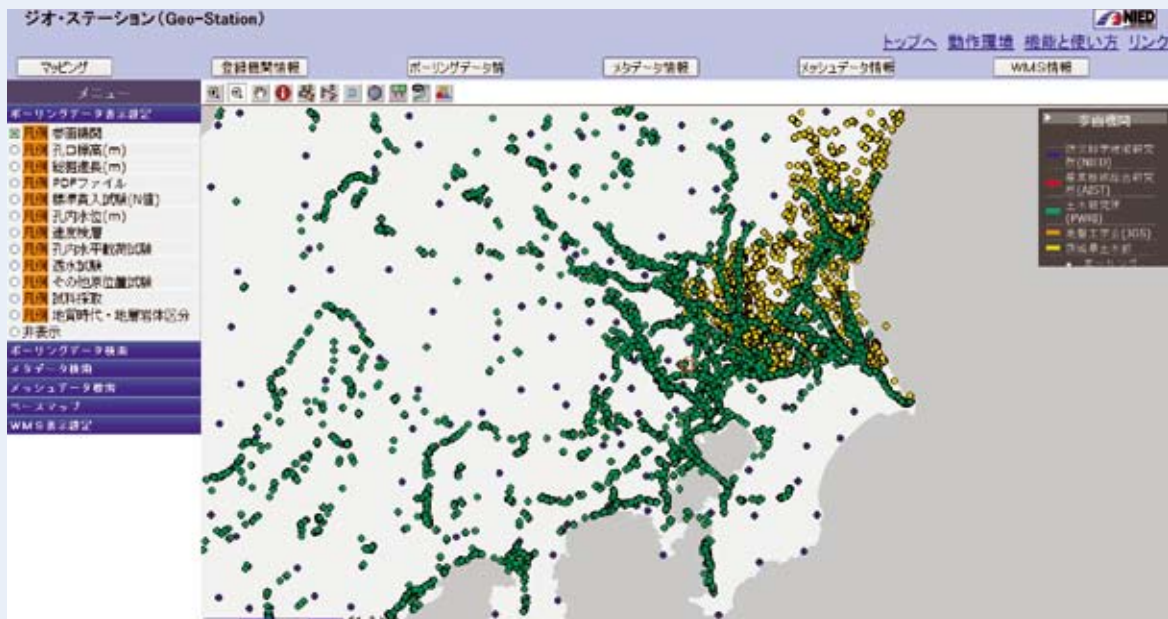 ジオ・ステーション(Geo-Station)
NIED
トップへ 動作環境 機能と使い方 リンク
マッピング
登録機関情報
ボーリングデータ情
メタデータ情報
メッシュデータ情報
WMS情報
メニュー
ボーリングデータ表示設定
凡例 参画機関
凡例 孔口標高(m)
凡例 総掘進長(m)
凡例 PDFファイル
凡例 標準貫入試験(N値)
凡例 孔内水位(m)
凡例 速度検層
凡例 孔内水平載荷試験
凡例 透水試験
凡例 その他原位置試験
凡例 試料採取
凡例 地質時代・地層岩体区分
非表示
ボーリングデータ検索
メタデータ検索
メッシュデータ検索
ベースマップ
WMS表示設定
参画機関
防災科学技術研究
所(NIED)
産業技術総合研究
所(AIST)
土木研究所
(PWRI)
地盤工学会(JGS)
茨城県土木部
ボーリング